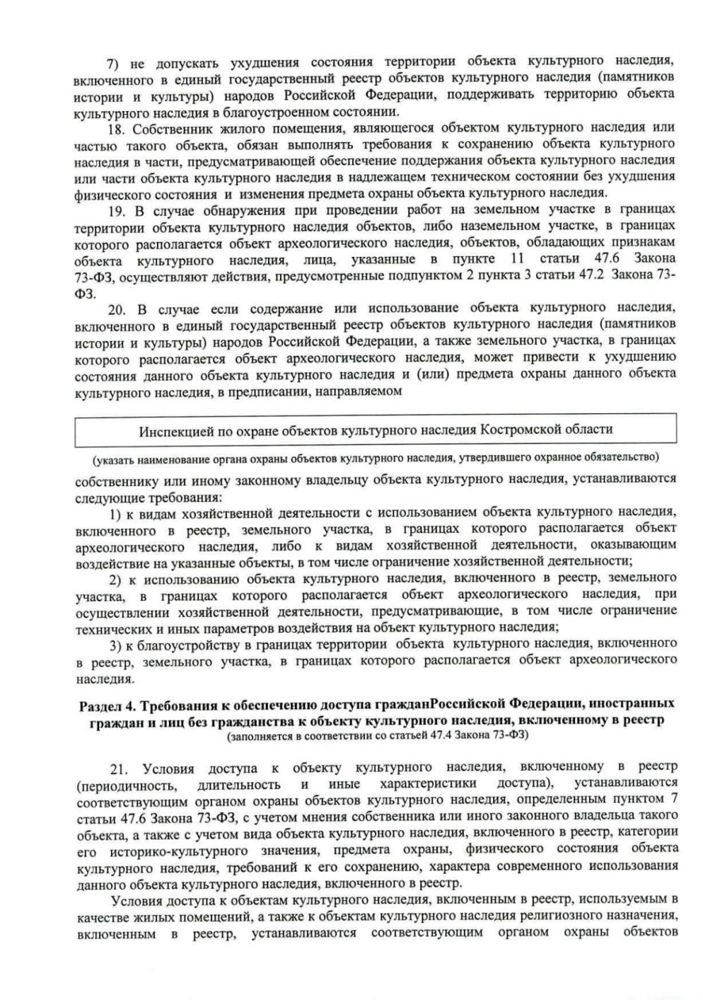 7) не допускать ухудшения состояния территории объекта культурного наследия,
включенного в единый государственный реестр объектов культурного наследия (памятников
истории и культуры) народов Российской Федерации, поддерживать территорию объекта
культурного наследия в благоустроенном состоянии.
18. Собственник жилого помещения, являющегося объектом культурного наследия или
частью такого объекта, обязан выполнять требования к сохранению объекта культурного
наследия в части, предусматривающей обеспечение поддержания объекта культурного наследия
или части объекта культурного наследия в надлежащем техническом состоянии без ухудшения
физического состояния и изменения предмета охраны объекта культурного наследия.
19. В случае обнаружения при проведении работ на земельном участке в границах
территории объекта культурного наследия объектов, либо наземельном участке, в границах
которого располагается объект археологического наследия, объектов, обладающих признакам
объекта культурного наследия, лица, указанные в пункте 11 статьи 47.6 Закона
73-ФЗ, осуществляют действия, предусмотренные подпунктом 2 пункта 3 статьи 47.2 Закона 73-
ФЗ.
20. В случае если содержание или использование объекта культурного наследия,
включенного в единый государственный реестр объектов культурного наследия (памятников
истории и культуры) народов Российской Федерации, а также земельного участка, в границах
которого располагается объект археологического наследия, может привести к ухудшению
состояния данного объекта культурного наследия и (или) предмета охраны данного объекта
культурного наследия, в предписании, направляемом
Инспекцией по охране объектов культурного наследия Костромской области
(указать наименование органа охраны объектов культурного наследия, утвердившего охранное обязательство)
собственнику или иному законному владельцу объекта культурного наследия, устанавливаются
следующие требования:
1) к видам хозяйственной деятельности с использованием объекта культурного наследия,
включенного в реестр, земельного участка, в границах которого располагается объект
археологического наследия, либо к видам хозяйственной деятельности, оказывающим
воздействие на указанные объекты, в том числе ограничение хозяйственной деятельности;
2) к использованию объекта культурного наследия, включенного в реестр, земельного
участка, в границах которого располагается объект археологического наследия, при
осуществлении хозяйственной деятельности, предусматривающие, в том числе ограничение
технических и иных параметров воздействия на объект культурного наследия;
3) к благоустройству в границах территории объекта культурного наследия, включенного
в реестр, земельного участка, в границах которого располагается объект археологического
наследия.
Раздел 4. Требования к обеспечению доступа гражданРоссийской Федерации, иностранных
граждан и лиц без гражданства к объекту культурного наследия, включенному в реестр
(заполняется в соответствии со статьей 47.4 Закона 73-ФЗ)
21. Условия доступа к объекту культурного наследия, включенному в реестр
(периодичность, длительность и иные характеристики доступа), устанавливаются
соответствующим органом охраны объектов культурного наследия, определенным пунктом 7
статьи 47.6 Закона 73-ФЗ, с учетом мнения собственника или иного законного владельца такого
объекта, а также с учетом вида объекта культурного наследия, включенного в реестр, категории
его историко-культурного значения, предмета охраны, физического состояния объекта
культурного наследия, требований к его сохранению, характера современного использования
данного объекта культурного наследия, включенного в реестр.
Условия доступа к объектам культурного наследия, включенным в реестр, используемым в
качестве жилых помещений, а также к объектам культурного наследия религиозного назначения,
включенным в реестр, устанавливаются соответствующим органом охраны объектов